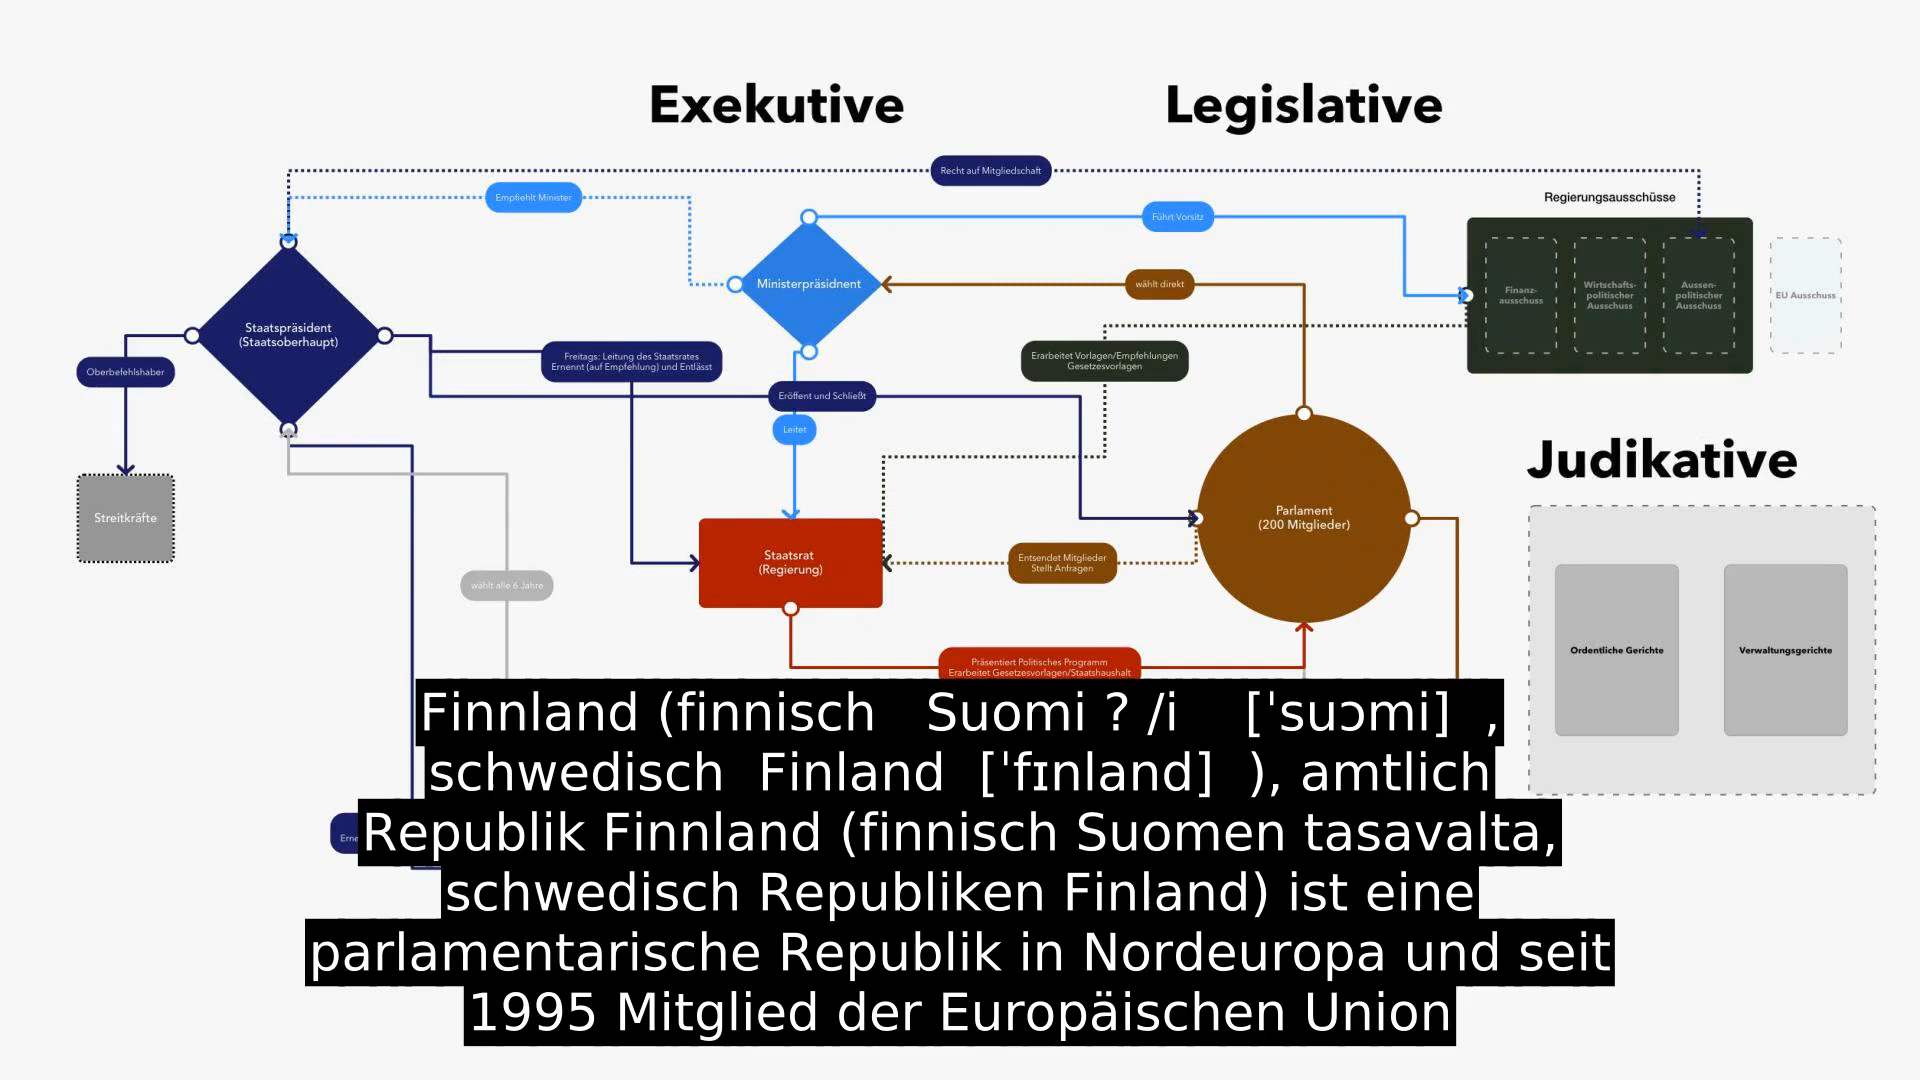 Exekutive
Legislative
Recht auf Mitgliedschaft
Empfiehlt Minister
Regierungsausschüsse
Führt Vorsitz
Ministerpräsidnent
wählt direkt
Finanz-
ausschuss
Wirtschafts-
politischer
Ausschuss
Aussen-
politischer
Ausschuss
EU Ausschuss
Staatspräsident
(Staatsoberhaupt)
Oberbefehlshaber
Freitags: Leitung des Staatsrates
Ernennt (auf Empfehlung) und Entlässt
Erarbeitet Vorlagen/Empfehlungen
Gesetzesvorlagen
Eröffent und Schließt
Leitet
Judikative
Streitkräfte
Staatsrat
(Regierung)
Parlament
(200 Mitglieder)
Entsendet Mitglieder
Stellt Anfragen
wählt alle 6 Jahre
Ordentliche Gerichte
Verwaltungsgerichte
Präsentiert Politisches Programm
Erarbeitet Gesetzesvorlagen/Staatshaushalt
Finnland (finnisch Suomi ? /i [ˈsuɔmi] ,
schwedisch Finland [ˈfɪnland] ), amtlich
Republik Finnland (finnisch Suomen tasavalta,
schwedisch Republiken Finland) ist eine
parlamentarische Republik in Nordeuropa und seit
1995 Mitglied der Europäischen Union